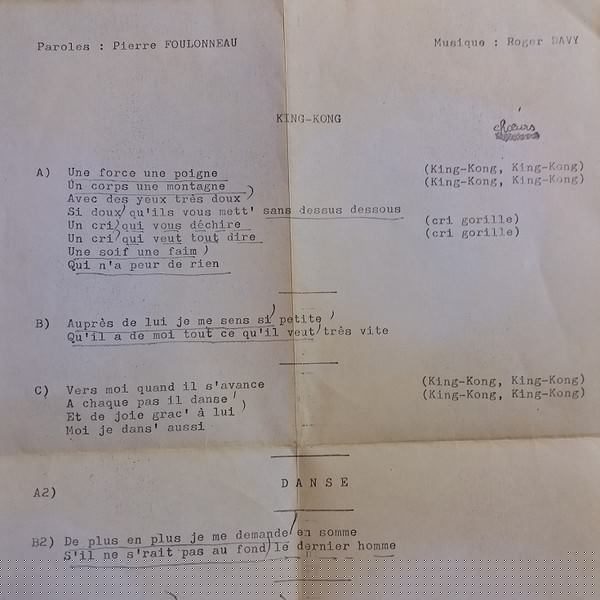 Paroles : Pierre FOULONNEAU
Musique : Roger DAVY
KING-KONG
chœurs
A) Une force une poigne (King-Kong, King-Kong)
Un corps une montagne (King-Kong, King-Kong)
Avec des yeux très doux
Si doux qu'ils vous mett' sans dessus dessous
Un cri qui vous déchire (cri gorille)
Un cri qui veut tout dire (cri gorille)
Une soif une faim
Qui n'a peur de rien
B) Auprès de lui je me sens si petite
Qu'il a de moi tout ce qu'il veut très vite
C) Vers moi quand il s'avance (King-Kong, King-Kong)
A chaque pas il danse (King-Kong, King-Kong)
Et de joie grac' à lui
Moi je dans' aussi
A2) DANSE
B2) De plus en plus je me demande en somme
S'il ne s'rait pas au fond le dernier homme